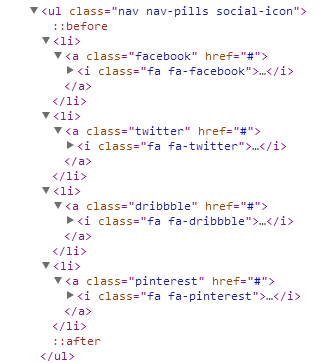 <ul class="nav nav-pills social-icon">
::before
<li>
<a class="facebook" href="#">
<i class="fa fa-facebook">…</i>
</a>
</li>
<li>
<a class="twitter" href="#">
<i class="fa fa-twitter">…</i>
</a>
</li>
<li>
<a class="dribbble" href="#">
<i class="fa fa-dribbble">…</i>
</a>
</li>
<li>
<a class="pinterest" href="#">
<i class="fa fa-pinterest">…</i>
</a>
</li>
::after
</ul>